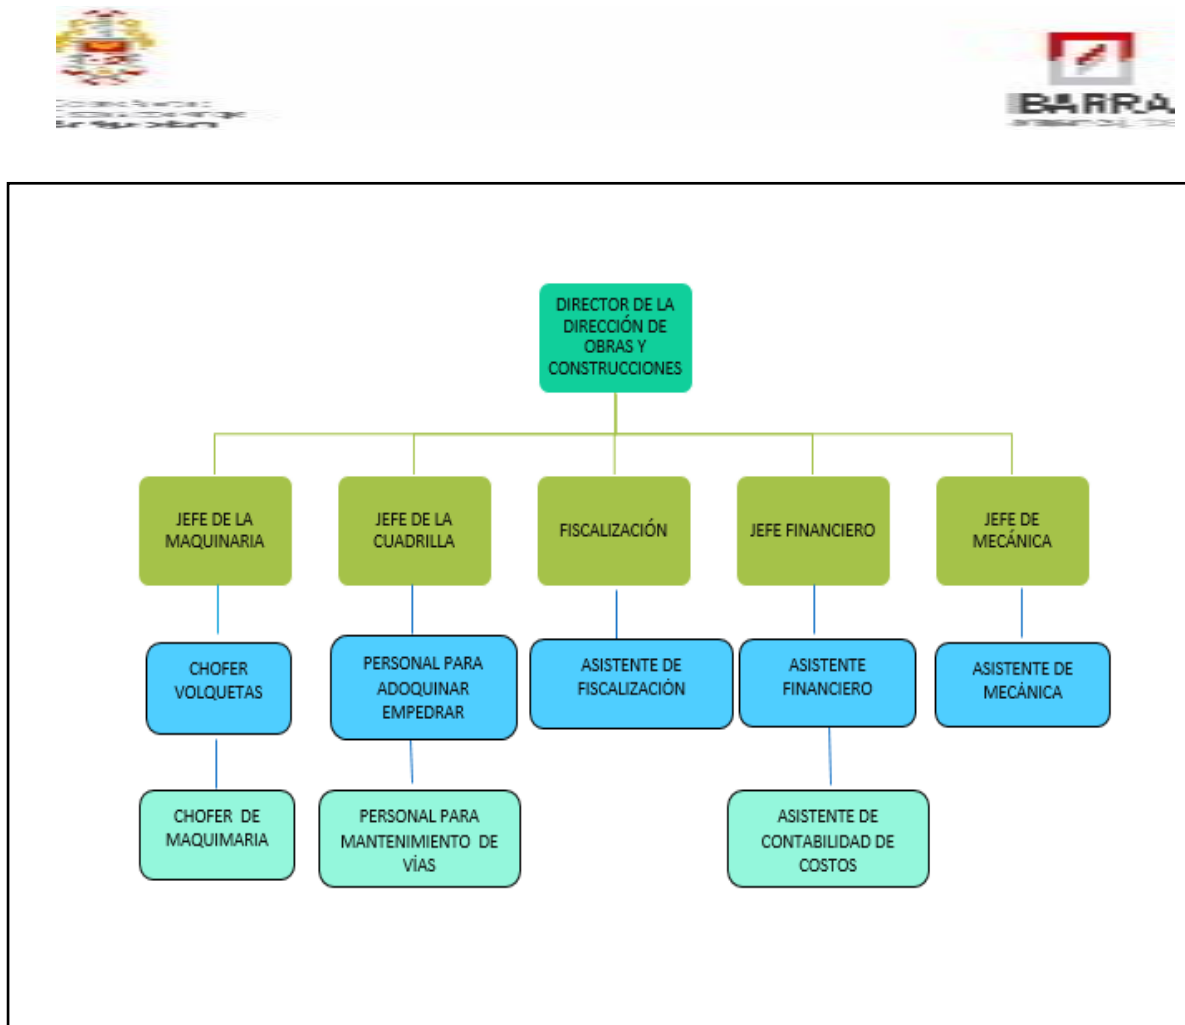 IBARRA
DIRECTOR DE LA
DIRECCIÓN DE
OBRAS Y
CONSTRUCCIONES
JEFE DE LA
MAQUINARIA
JEFE DE LA
CUADRILLA
FISCALIZACIÓN
JEFE FINANCIERO
JEFE DE
MECÁNICA
CHOFER
VOLQUETAS
PERSONAL PARA
ADOQUINAR
EMPEDRAR
ASISTENTE DE
FISCALIZACIÓN
ASISTENTE
FINANCIERO
ASISTENTE DE
MECÁNICA
CHOFER DE
MAQUIMARIA
PERSONAL PARA
MANTENIMIENTO DE
VÍAS
ASISTENTE DE
CONTABILIDAD DE
COSTOS